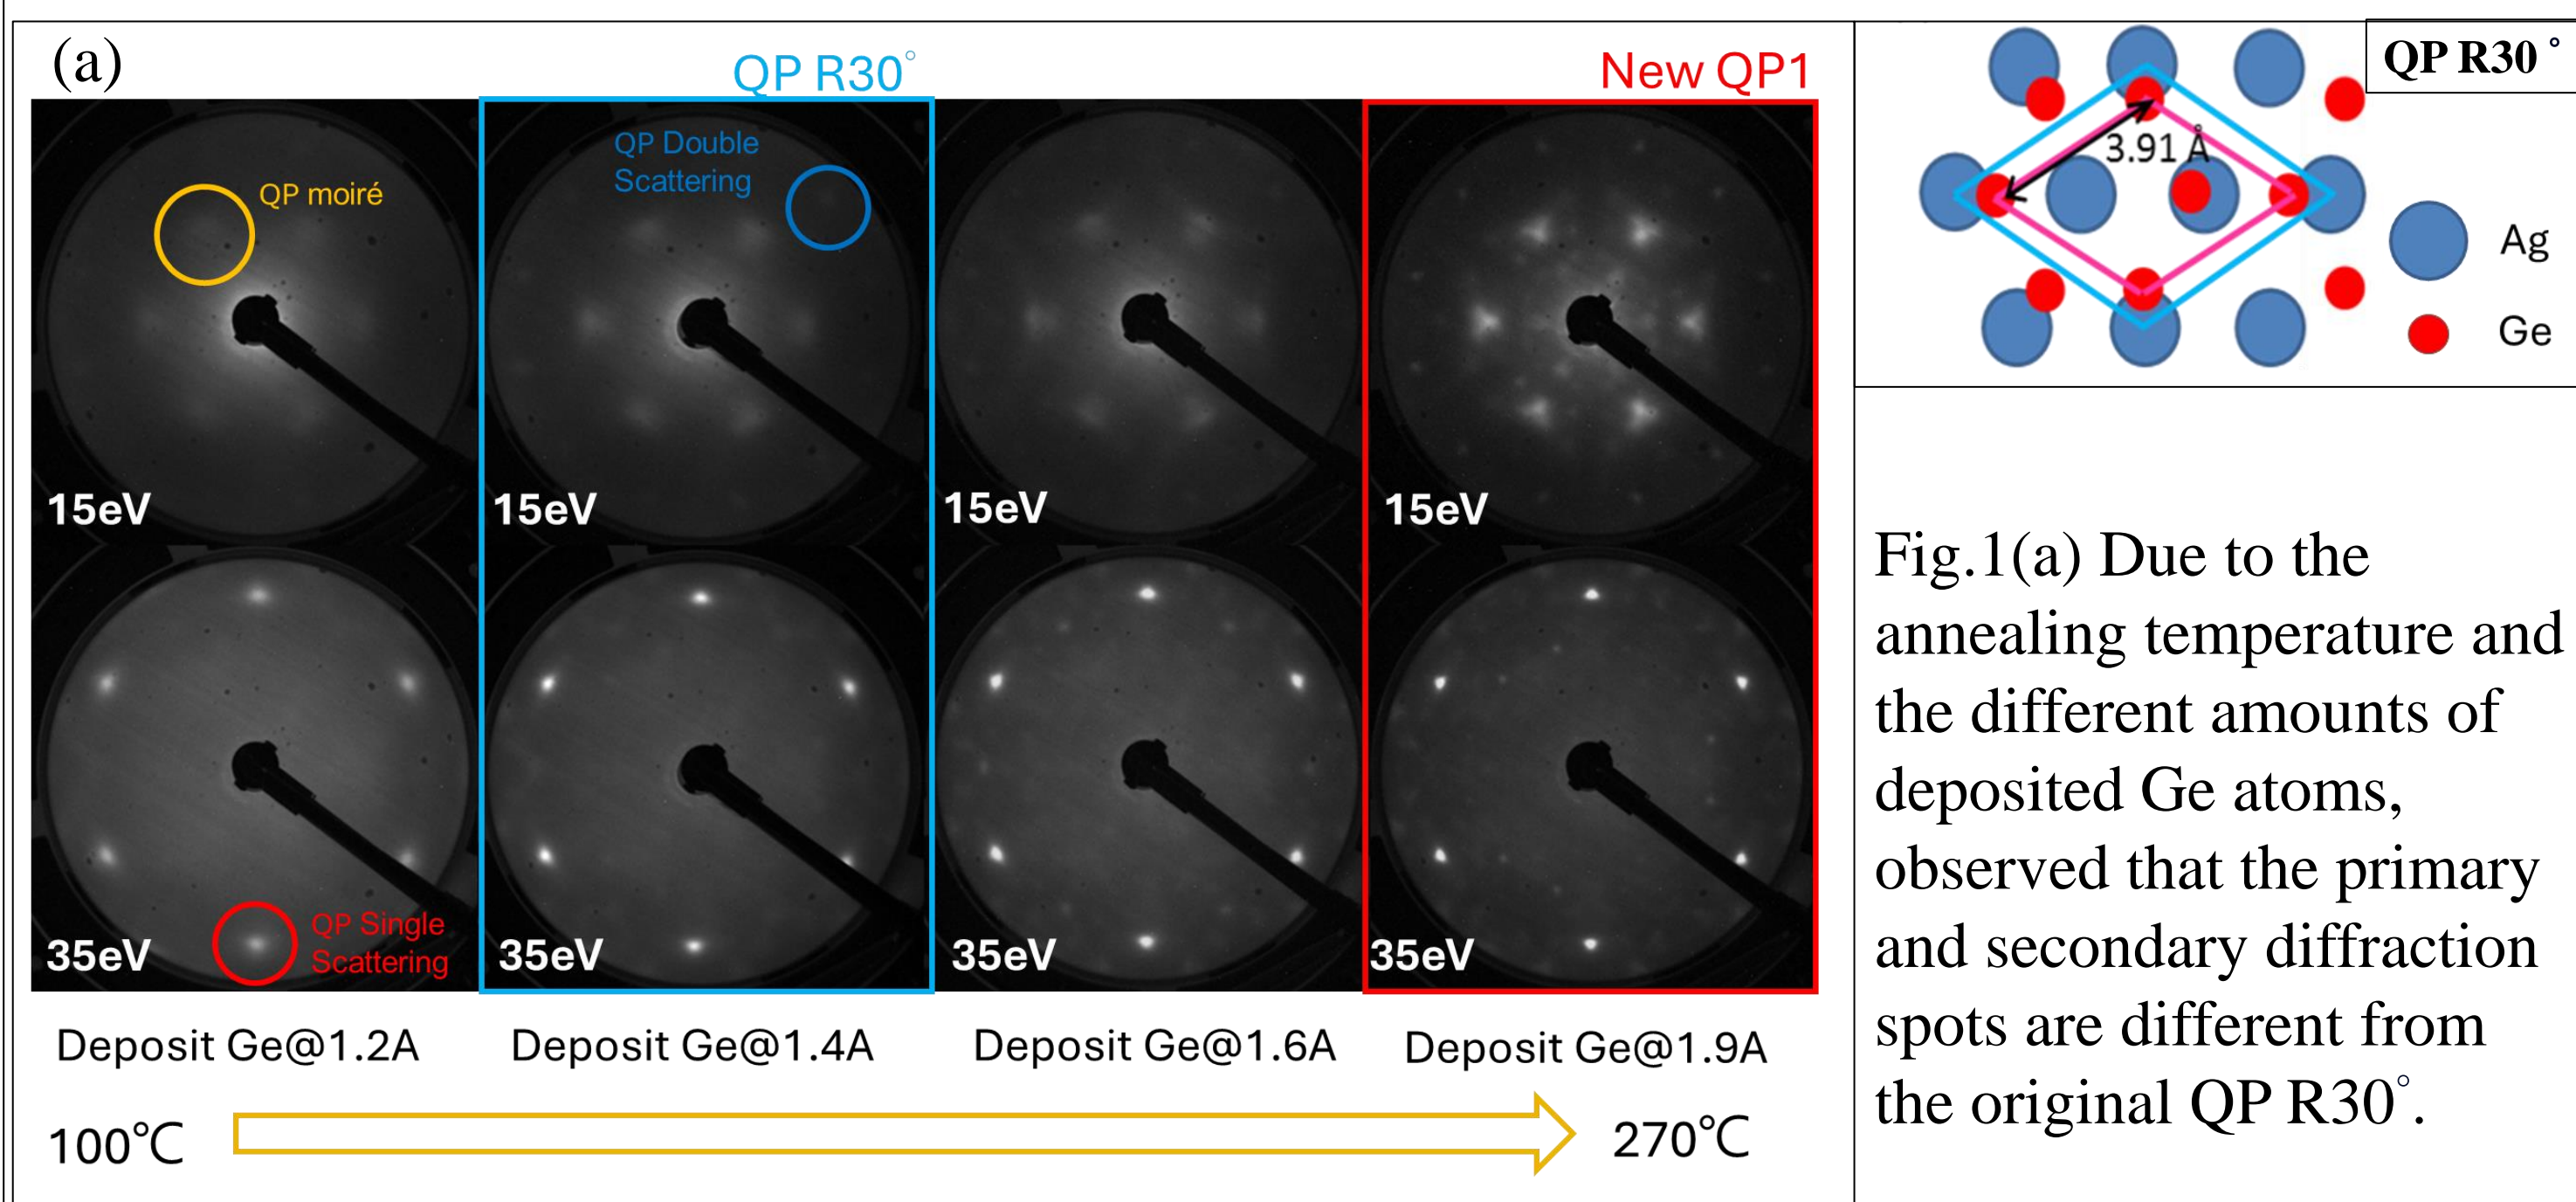 (a)
QP R30°
New QP1
QP moiré
QP Double
Scattering
15eV
15eV
15eV
15eV
QP Single
Scattering
35eV
35eV
35eV
35eV
Deposit Ge@1.2A
Deposit Ge@1.4A
Deposit Ge@1.6A
Deposit Ge@1.9A
100℃
270℃
QP R30°
3.91 Å
Ag
Ge
Fig.1(a) Due to the
annealing temperature and
the different amounts of
deposited Ge atoms,
observed that the primary
and secondary diffraction
spots are different from
the original QP R30°.